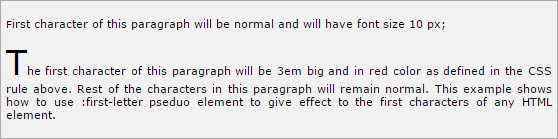 First character of this paragraph will be normal and will have font size 10 px;
The first character of this paragraph will be 3em big and in red color as defined in the CSS
rule above. Rest of the characters in this paragraph will remain normal. This example shows
how to use :first-letter pseduo element to give effect to the first characters of any HTML
element.